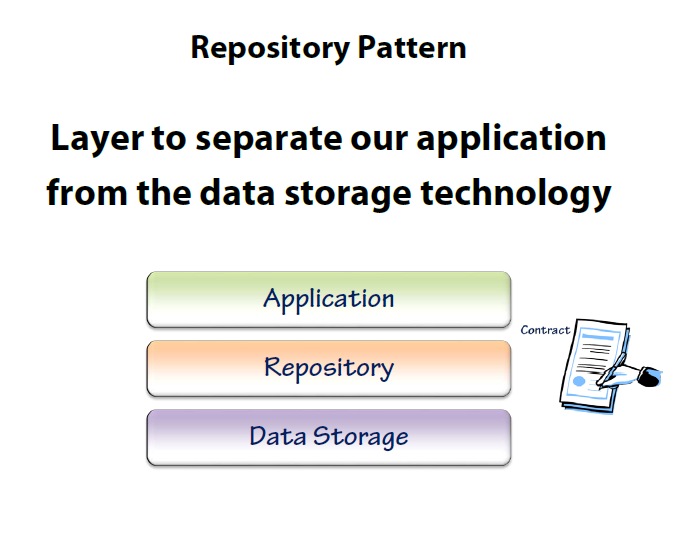 Repository Pattern
Layer to separate our application
from the data storage technology
Application
Contract
Repository
Data Storage